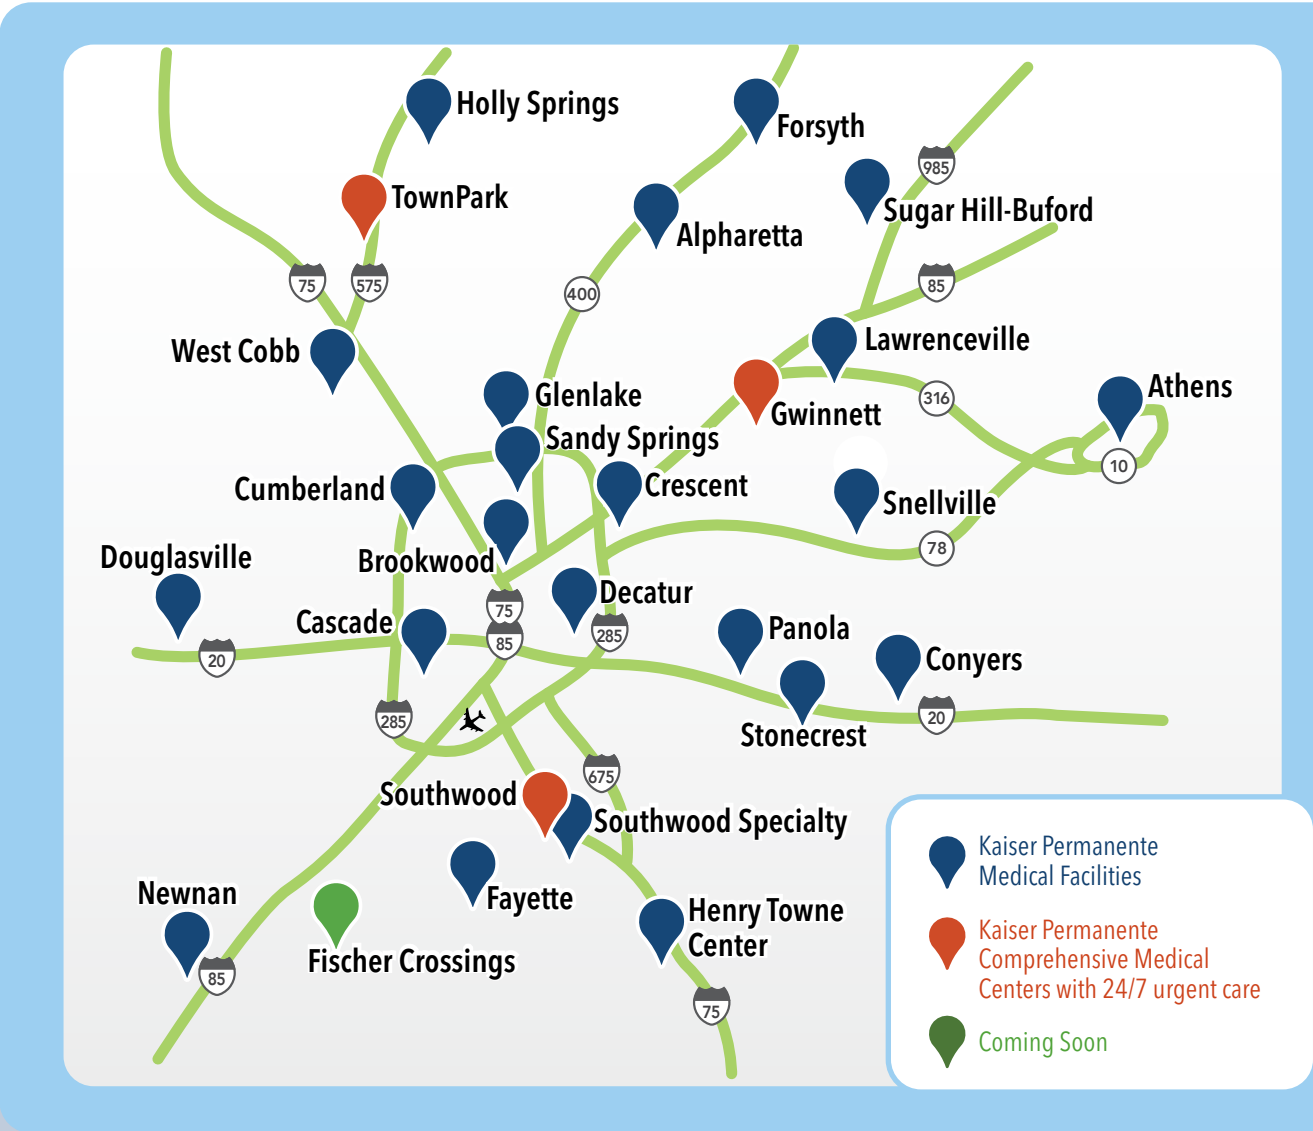 Holly Springs
Forsyth
985
TownPark
Sugar Hill-Buford
Alpharetta
75
575
85
400
Lawrenceville
West Cobb
Athens
Glenlake
316
Gwinnett
Sandy Springs
10
Cumberland
Crescent
Snellville
78
Douglasville
Brookwood
Decatur
75
Cascade
285
Panola
85
20
Conyers
285
20
Stonecrest
675
Southwood
Southwood Specialty
Newnan
Fayette
Henry Towne
Center
Fischer Crossings
85
75
Kaiser Permanente
Medical Facilities
Kaiser Permanente
Comprehensive Medical
Centers with 24/7 urgent care
Coming Soon